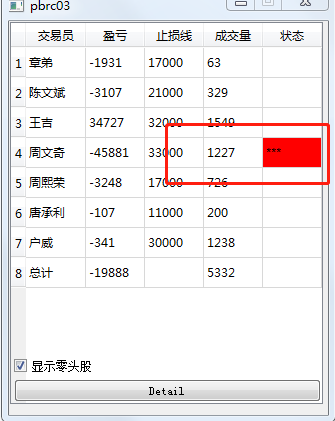 pbrc03
交易员 盈亏 止损线 成交量 状态
1 章弟 -1931 17000 63
2 陈文斌 -3107 21000 329
3 王吉 34727 32000 1549
4 周文奇 -45881 33000 1227 ***
5 周熙荣 -3248 17000 726
6 唐承利 -107 11000 200
7 户威 -341 30000 1238
8 总计 -19888 5332
显示零头股
Detail